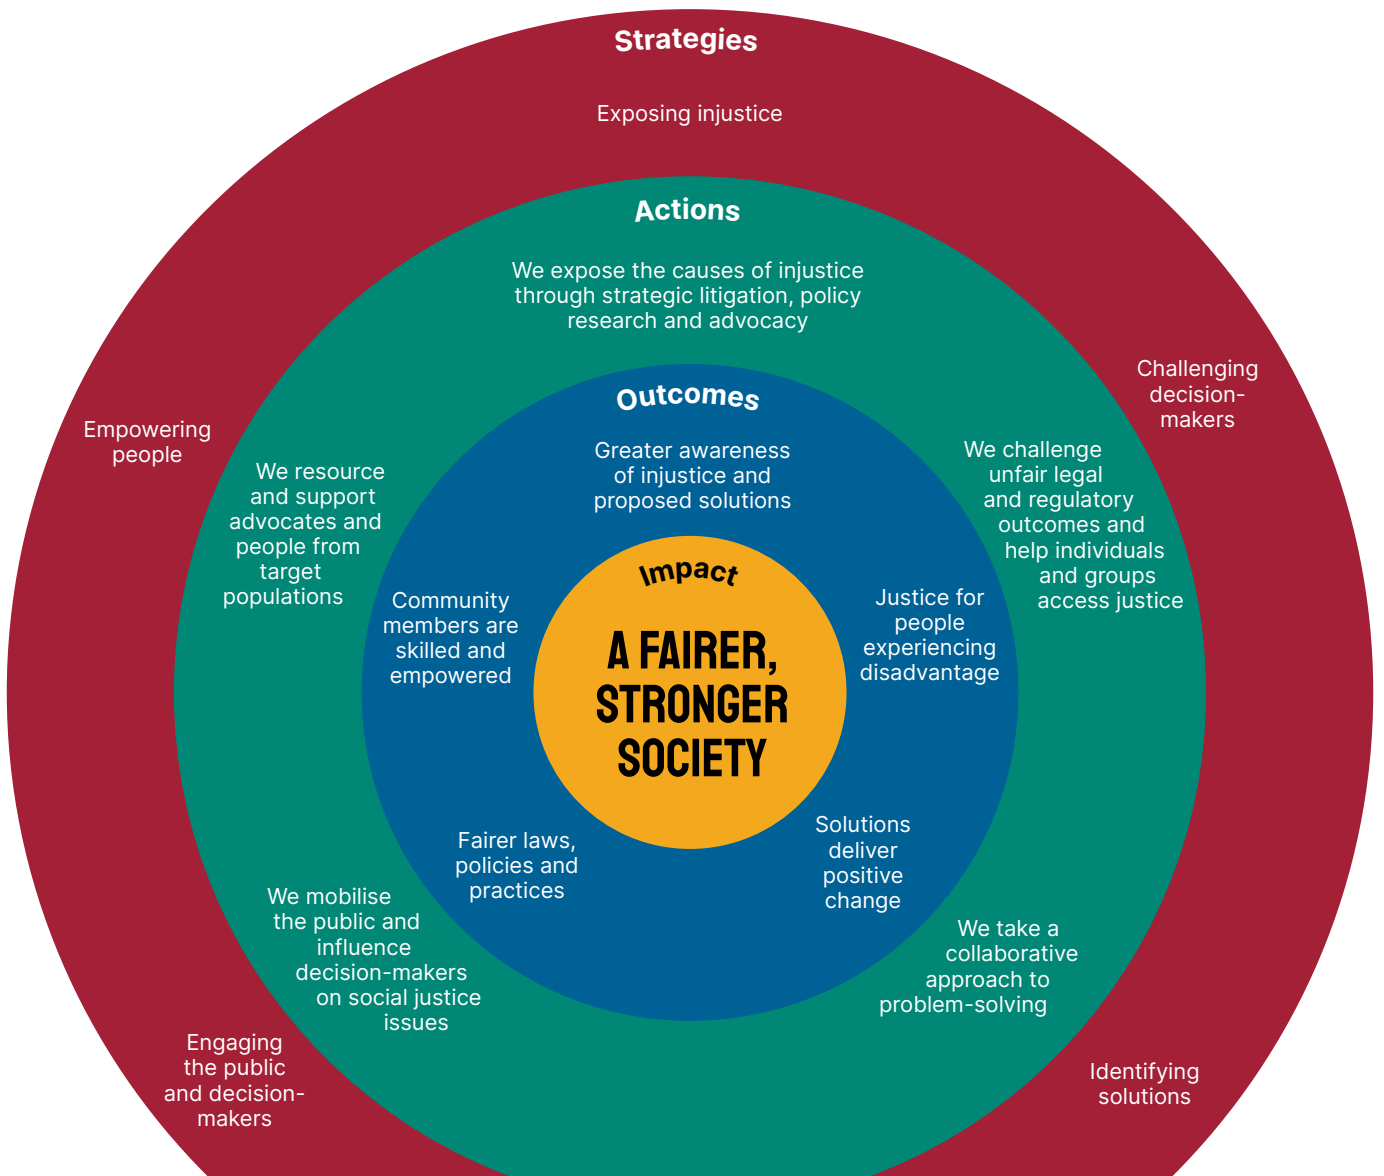 Strategies
Exposing injustice
Actions
We expose the causes of injustice
through strategic litigation, policy
research and advocacy
Outcomes
Greater awareness
of injustice and
proposed solutions
Impact
A FAIRER,
STRONGER
SOCIETY
Empowering
people
We resource
and support
advocates and
people from
target
populations
Community
members are
skilled and
empowered
Justice for
people
experiencing
disadvantage
We challenge
unfair legal
and regulatory
outcomes and
help individuals
and groups
access justice
Challenging
decision-
makers
Fairer laws,
policies and
practices
Solutions
deliver
positive
change
We mobilise
the public and
influence
decision-makers
on social justice
issues
We take a
collaborative
approach to
problem-solving
Engaging
the public
and decision-
makers
Identifying
solutions